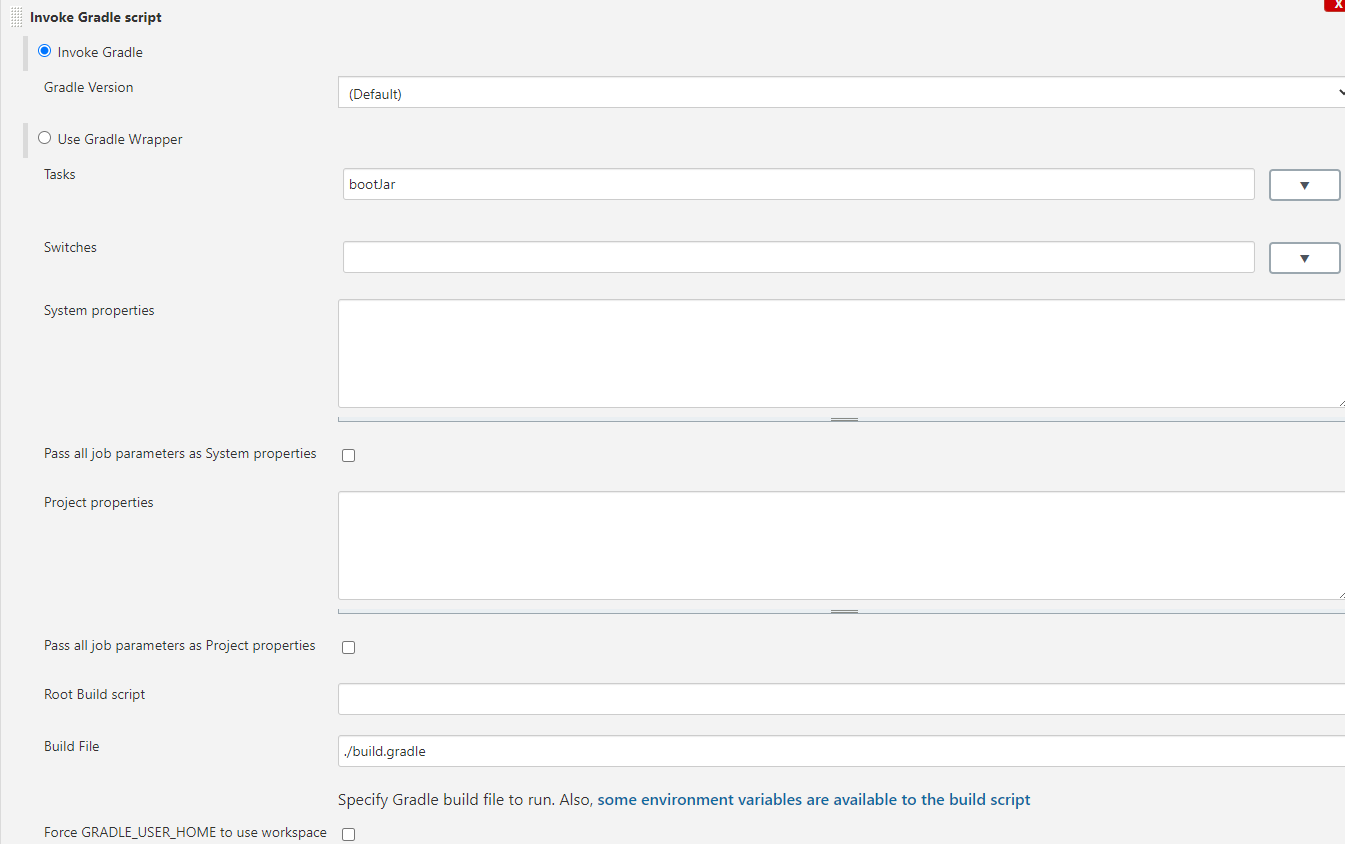 Invoke Gradle script
X
Invoke Gradle
Gradle Version
(Default)
Use Gradle Wrapper
Tasks
bootJar
Switches
System properties
Pass all job parameters as System properties
Project properties
Pass all job parameters as Project properties
Root Build script
Build File
./build.gradle
Specify Gradle build file to run. Also, some environment variables are available to the build script
Force GRADLE_USER_HOME to use workspace